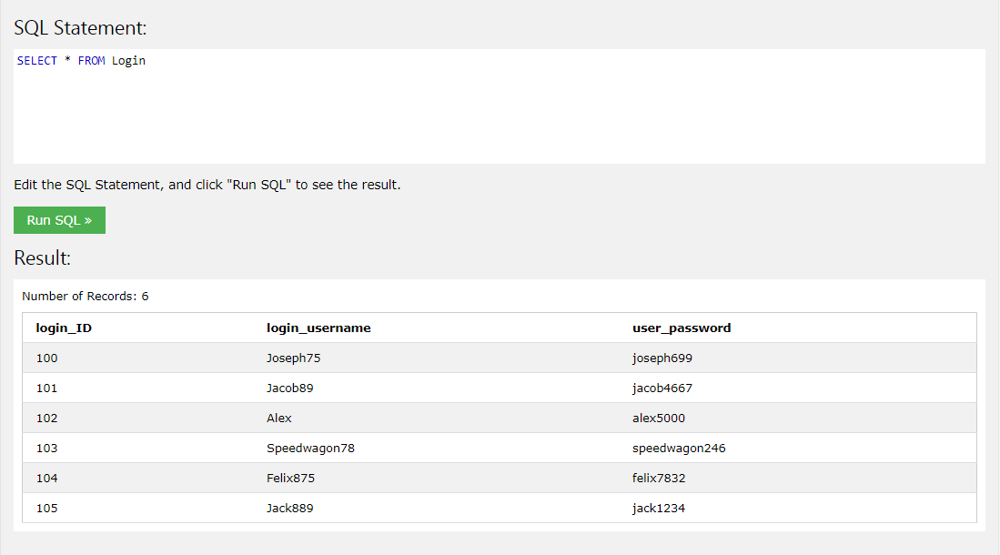 SQL Statement:
SELECT * FROM Login
Edit the SQL Statement, and click "Run SQL" to see the result.
Run SQL »
Result:
Number of Records: 6
login_ID login_username user_password
100 Joseph75 joseph699
101 Jacob89 jacob4667
102 Alex alex5000
103 Speedwagon78 speedwagon246
104 Felix875 felix7832
105 Jack889 jack1234